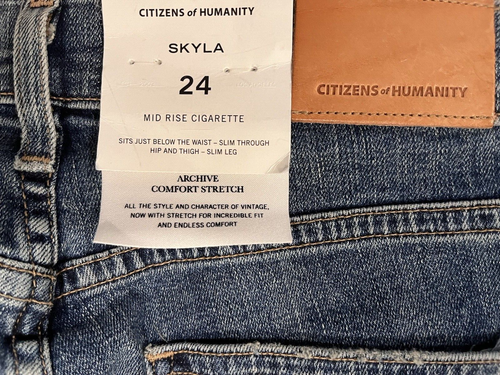 CITIZENS of HUMANITY
SKYLA
24
MID RISE CIGARETTE
SITS JUST BELOW THE WAIST – SLIM THROUGH
HIP AND THIGH – SLIM LEG
ARCHIVE
COMFORT STRETCH
ALL THE STYLE AND CHARACTER OF VINTAGE,
NOW WITH STRETCH FOR INCREDIBLE FIT
AND ENDLESS COMFORT
CITIZENS of HUMANITY